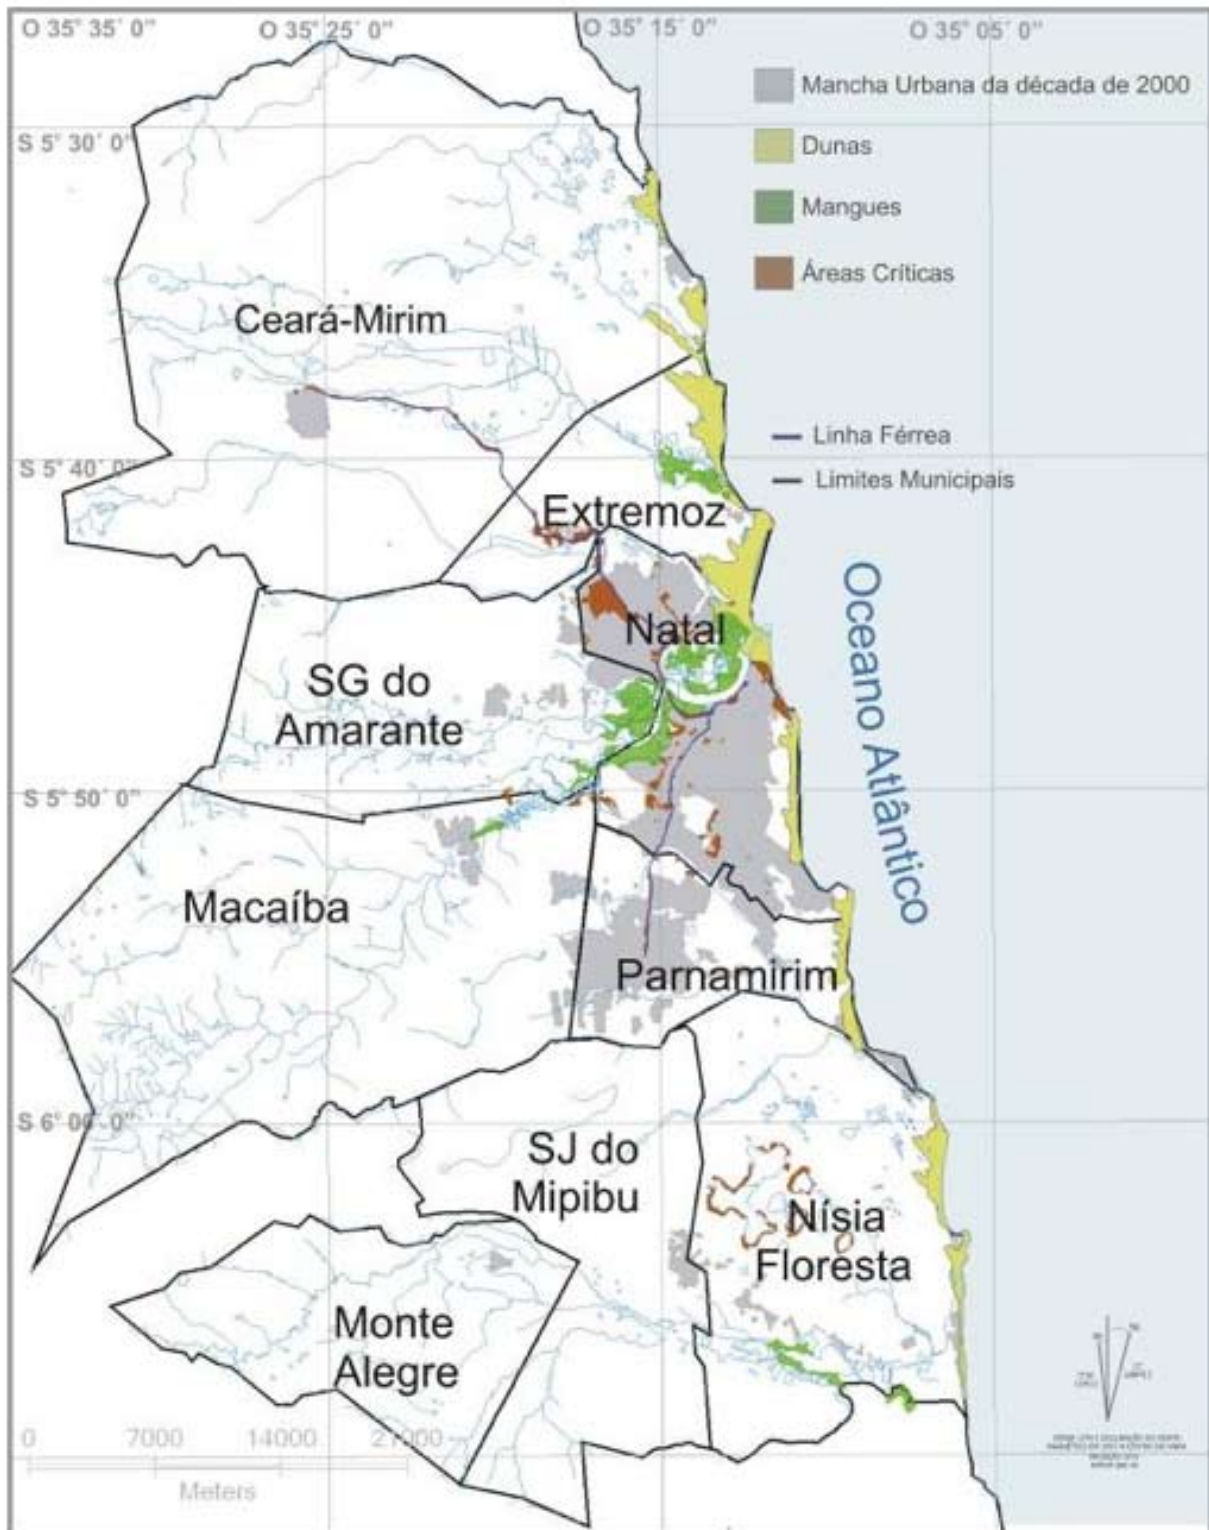 O 35° 35´ 0´´
O 35° 25´ 0´´
O 35° 15´ 0´´
O 35° 05´ 0´´
Mancha Urbana da década de 2000
S 5° 30´ 0´´
Dunas
Mangues
Áreas Críticas
Ceará-Mirim
Linha Férrea
S 5° 40´ 0´´
Limites Municipais
Extremoz
Natal
SG do
Amarante
Oceano Atlântico
S 5° 50´ 0´´
Macaíba
Parnamirim
S 6° 00´ 0´´
SJ do
Mipibu
Nísia
Floresta
Monte
Alegre
0 7000 14000 21000
Meters